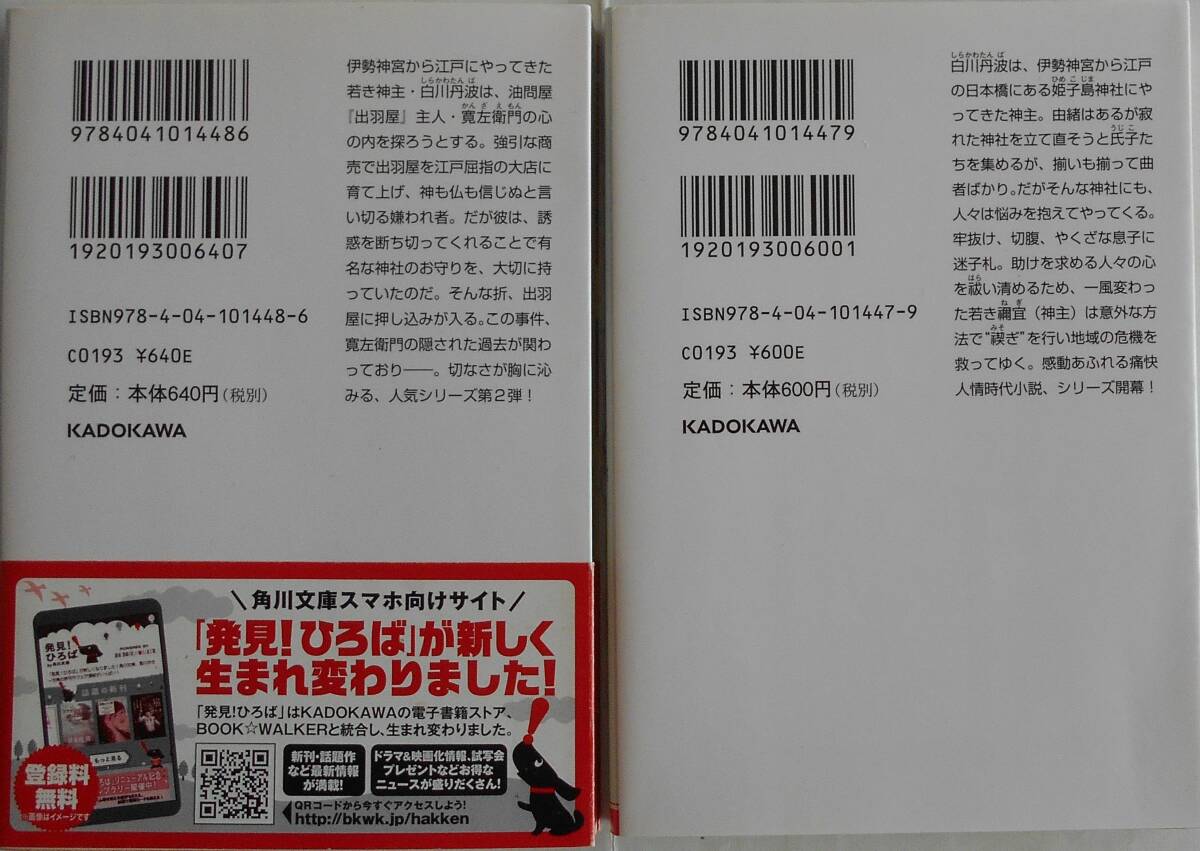 9784041014486
1920193006407
ISBN978-4-04-101448-6
C0193 ¥640E
定価：本体640円（税別）
KADOKAWA
伊勢神宮から江戸にやってきた
若き神主・白川丹波は、油問屋
『出羽屋』主人・寛左衛門の心
の内を探ろうとする。強引な商
売で出羽屋を江戸屈指の大店に
育て上げ、神も仏も信じぬと言
い切る嫌われ者。だが彼は、誘
惑を断ち切ってくれることで有
名な神社のお守りを、大切に持
っていたのだ。そんな折、出羽
屋に押し込みが入る。この事件、
寛左衛門の隠された過去が関わ
っており――。切なさが胸に沁
みる、人気シリーズ第2弾！
\ 角川文庫スマホ向けサイト /
「発見！ひろば」が新しく
生まれ変わりました！
「発見！ひろば」はKADOKAWAの電子書籍ストア、
BOOK☆WALKERと統合し、生まれ変わりました。
新刊・話題作
など最新情報
が満載！
ドラマ&映画化情報、試写会
プレゼントなどお得な
ニュースが盛りだくさん！
QRコードから今すぐアクセスしよう！
http://bkwk.jp/hakken
発見！
ひろば
話題の新刊
もっと見る
登録料
無料
※画像はイメージです
9784041014479
1920193006001
ISBN978-4-04-101447-9
C0193 ¥600E
定価：本体600円（税別）
KADOKAWA
白川丹波は、伊勢神宮から江戸
の日本橋にある姫子島神社にや
ってきた神主。由緒はあるが寂
れた神社を立て直そうと氏子た
ちを集めるが、揃いも揃って曲
者ばかり。だがそんな神社にも、
人々は悩みを抱えてやってくる。
牢抜け、切腹、やくざな息子に
迷子札。助けを求める人々の心
を祓い清めるため、一風変わっ
た若き禰宜（神主）は意外な方
法で“禊ぎ”を行い地域の危機を
救ってゆく。感動あふれる痛快
人情時代小説、シリーズ開幕！